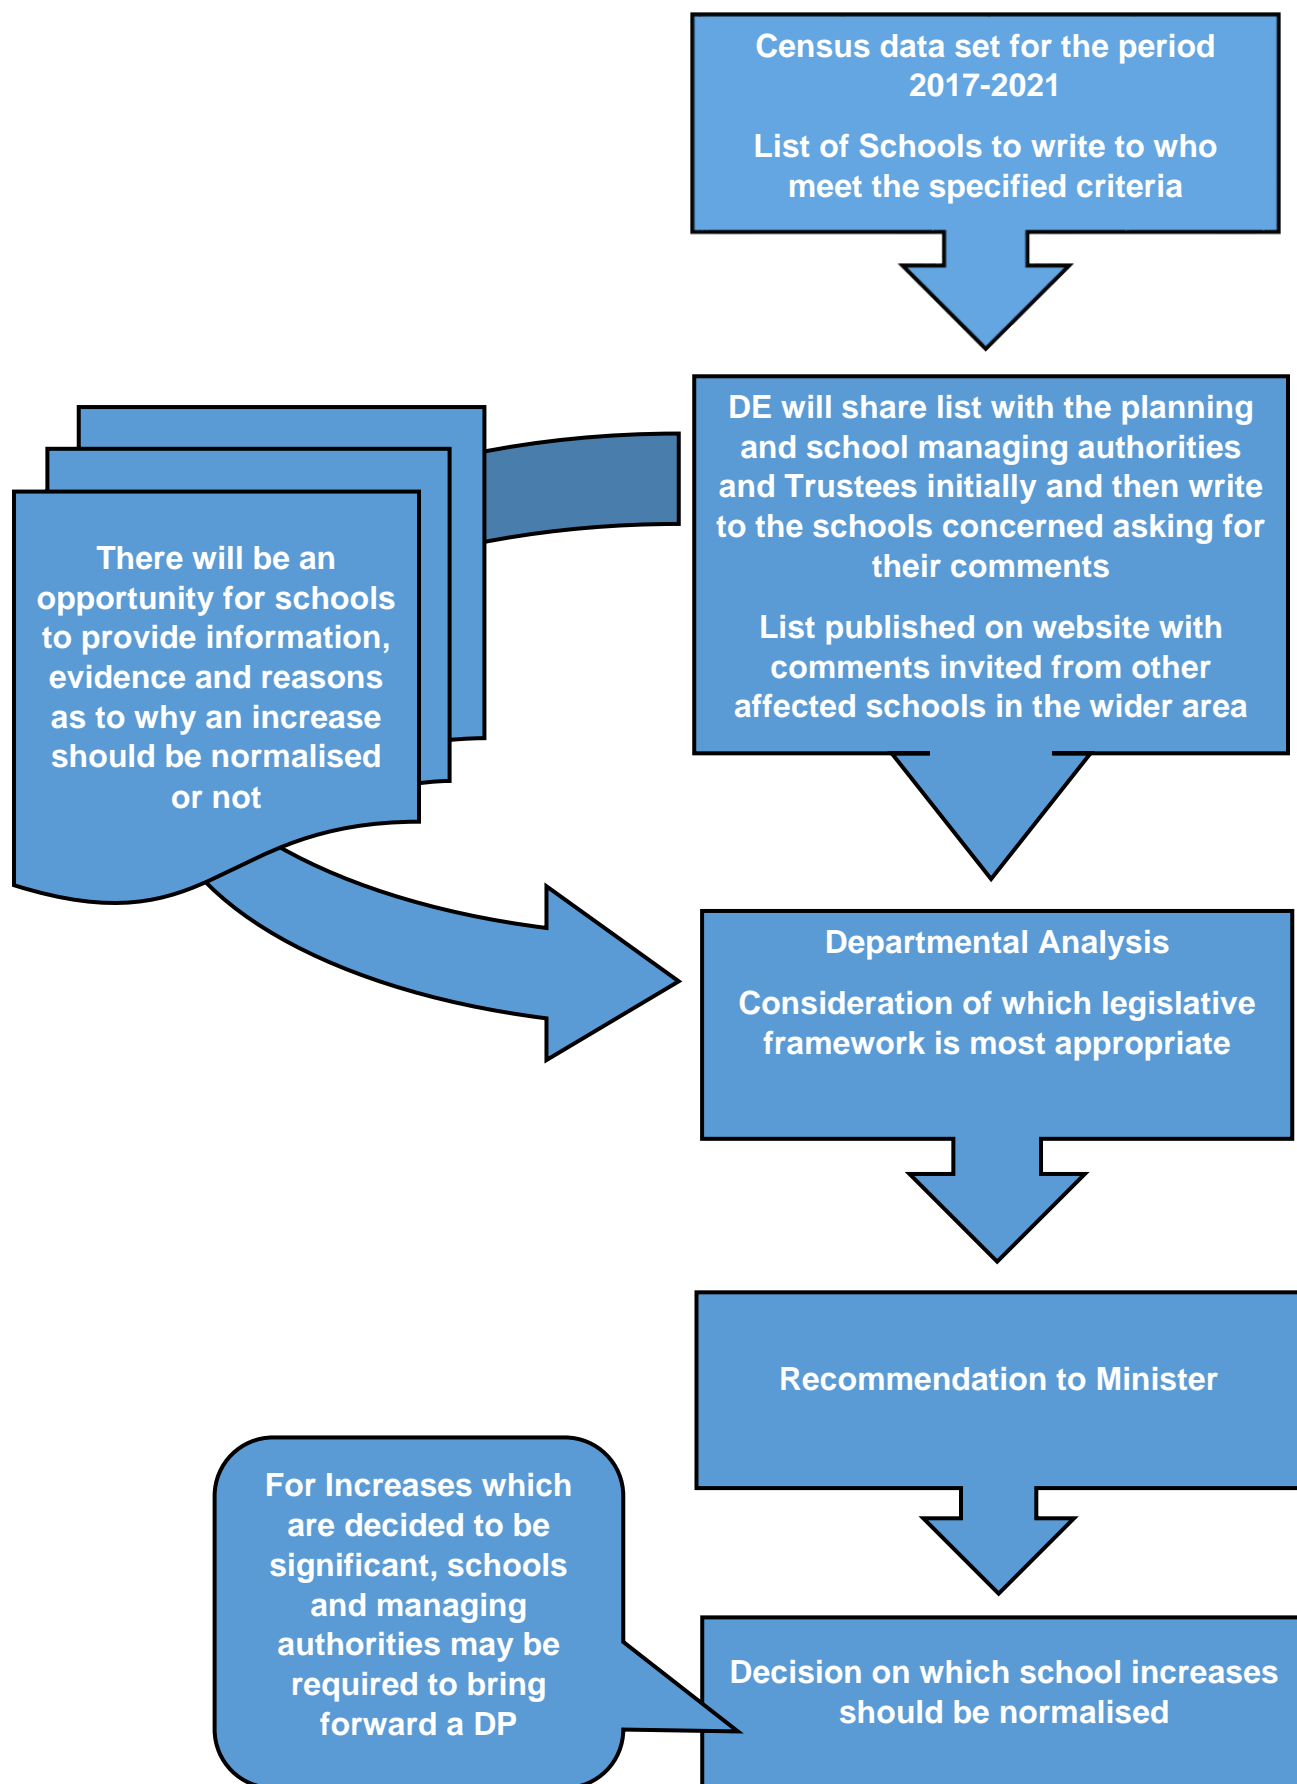 Census data set for the period
2017-2021
List of Schools to write to who
meet the specified criteria
DE will share list with the planning
and school managing authorities
and Trustees initially and then write
to the schools concerned asking for
their comments
List published on website with
comments invited from other
affected schools in the wider area
There will be an
opportunity for schools
to provide information,
evidence and reasons
as to why an increase
should be normalised
or not
Departmental Analysis
Consideration of which legislative
framework is most appropriate
Recommendation to Minister
For Increases which
are decided to be
significant, schools
and managing
authorities may be
required to bring
forward a DP
Decision on which school increases
should be normalised